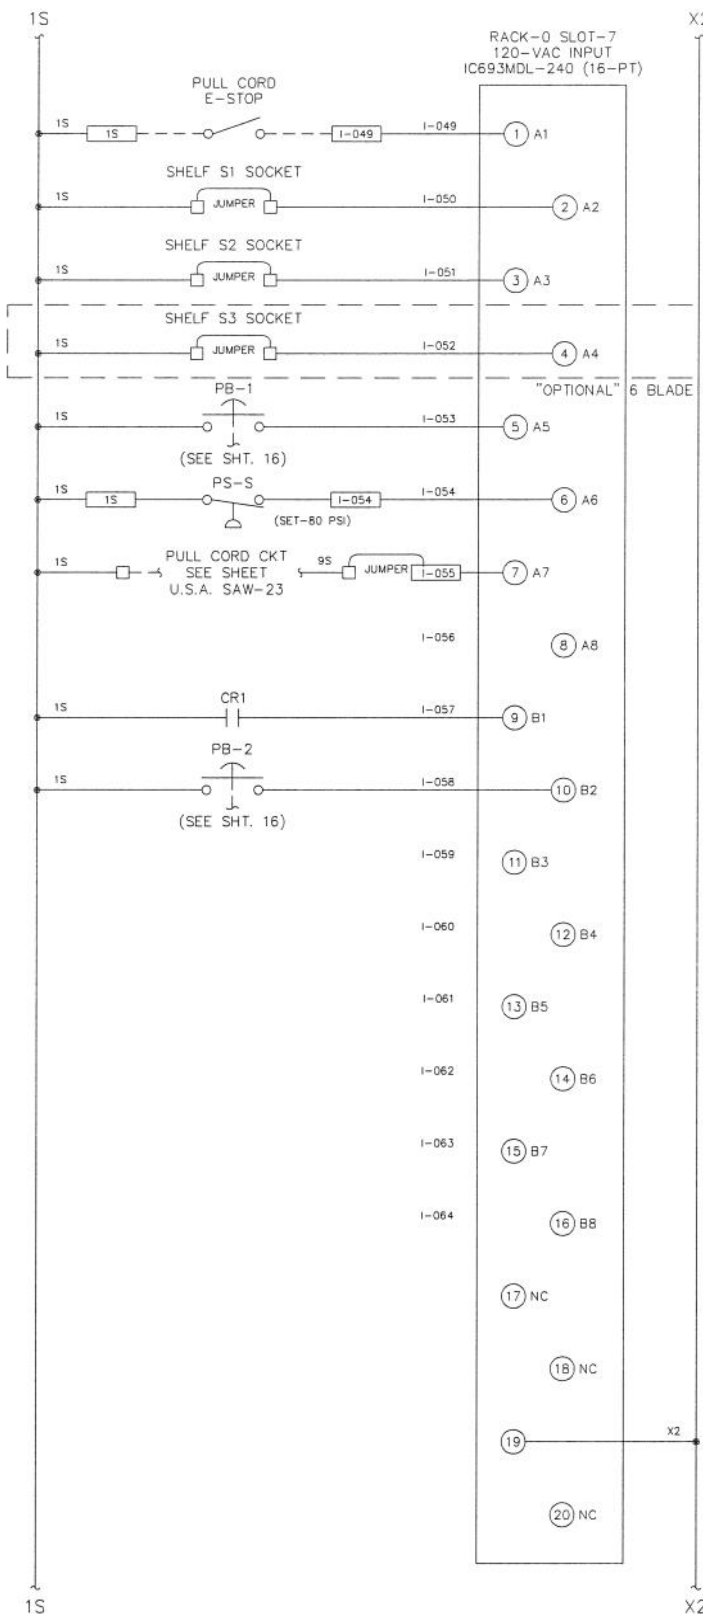 1S
X2
RACK-0 SLOT-7
120-VAC INPUT
IC693MDL-240 (16-PT)
PULL CORD
E-STOP
1S
1S
I-049
I-049
1 A1
SHELF S1 SOCKET
1S
JUMPER
I-050
2 A2
SHELF S2 SOCKET
1S
JUMPER
I-051
3 A3
SHELF S3 SOCKET
1S
JUMPER
I-052
4 A4
"OPTIONAL" 6 BLADE
PB-1
1S
I-053
5 A5
(SEE SHT. 16)
PS-S
1S
1S
I-054
I-054
6 A6
(SET-80 PSI)
1S
PULL CORD CKT
SEE SHEET
U.S.A. SAW-23
9S
JUMPER
I-055
7 A7
I-056
8 A8
CR1
1S
I-057
9 B1
PB-2
1S
I-058
10 B2
(SEE SHT. 16)
I-059
11 B3
I-060
12 B4
I-061
13 B5
I-062
14 B6
I-063
15 B7
I-064
16 B8
17 NC
18 NC
19
X2
20 NC
1S
X2